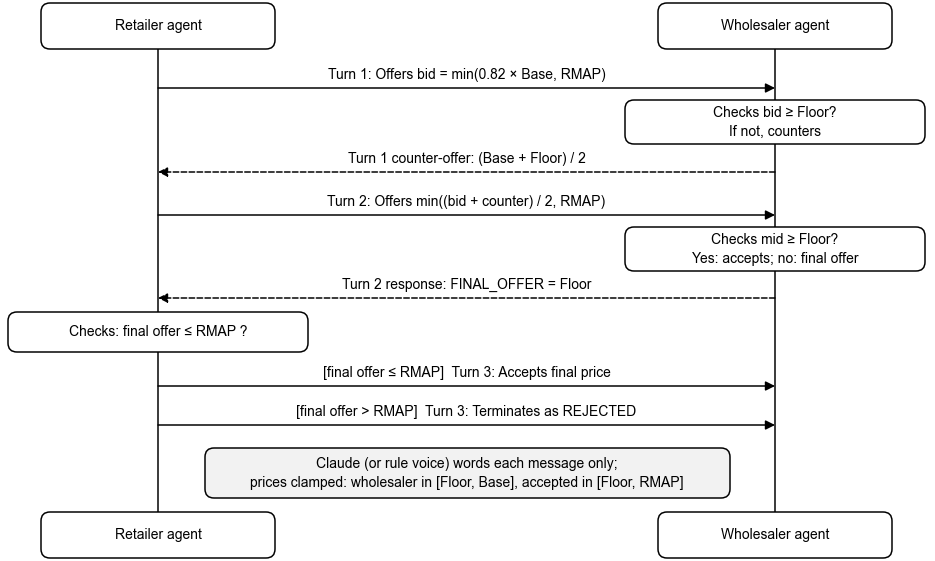 Retailer agent
Wholesaler agent
Turn 1: Offers bid = min(0.82 × Base, RMAP)
Checks bid ≥ Floor?
If not, counters
Turn 1 counter-offer: (Base + Floor) / 2
Turn 2: Offers min((bid + counter) / 2, RMAP)
Checks mid ≥ Floor?
Yes: accepts; no: final offer
Turn 2 response: FINAL_OFFER = Floor
Checks: final offer ≤ RMAP ?
[final offer ≤ RMAP]  Turn 3: Accepts final price
[final offer > RMAP]  Turn 3: Terminates as REJECTED
Claude (or rule voice) words each message only;
prices clamped: wholesaler in [Floor, Base], accepted in [Floor, RMAP]
Retailer agent
Wholesaler agent